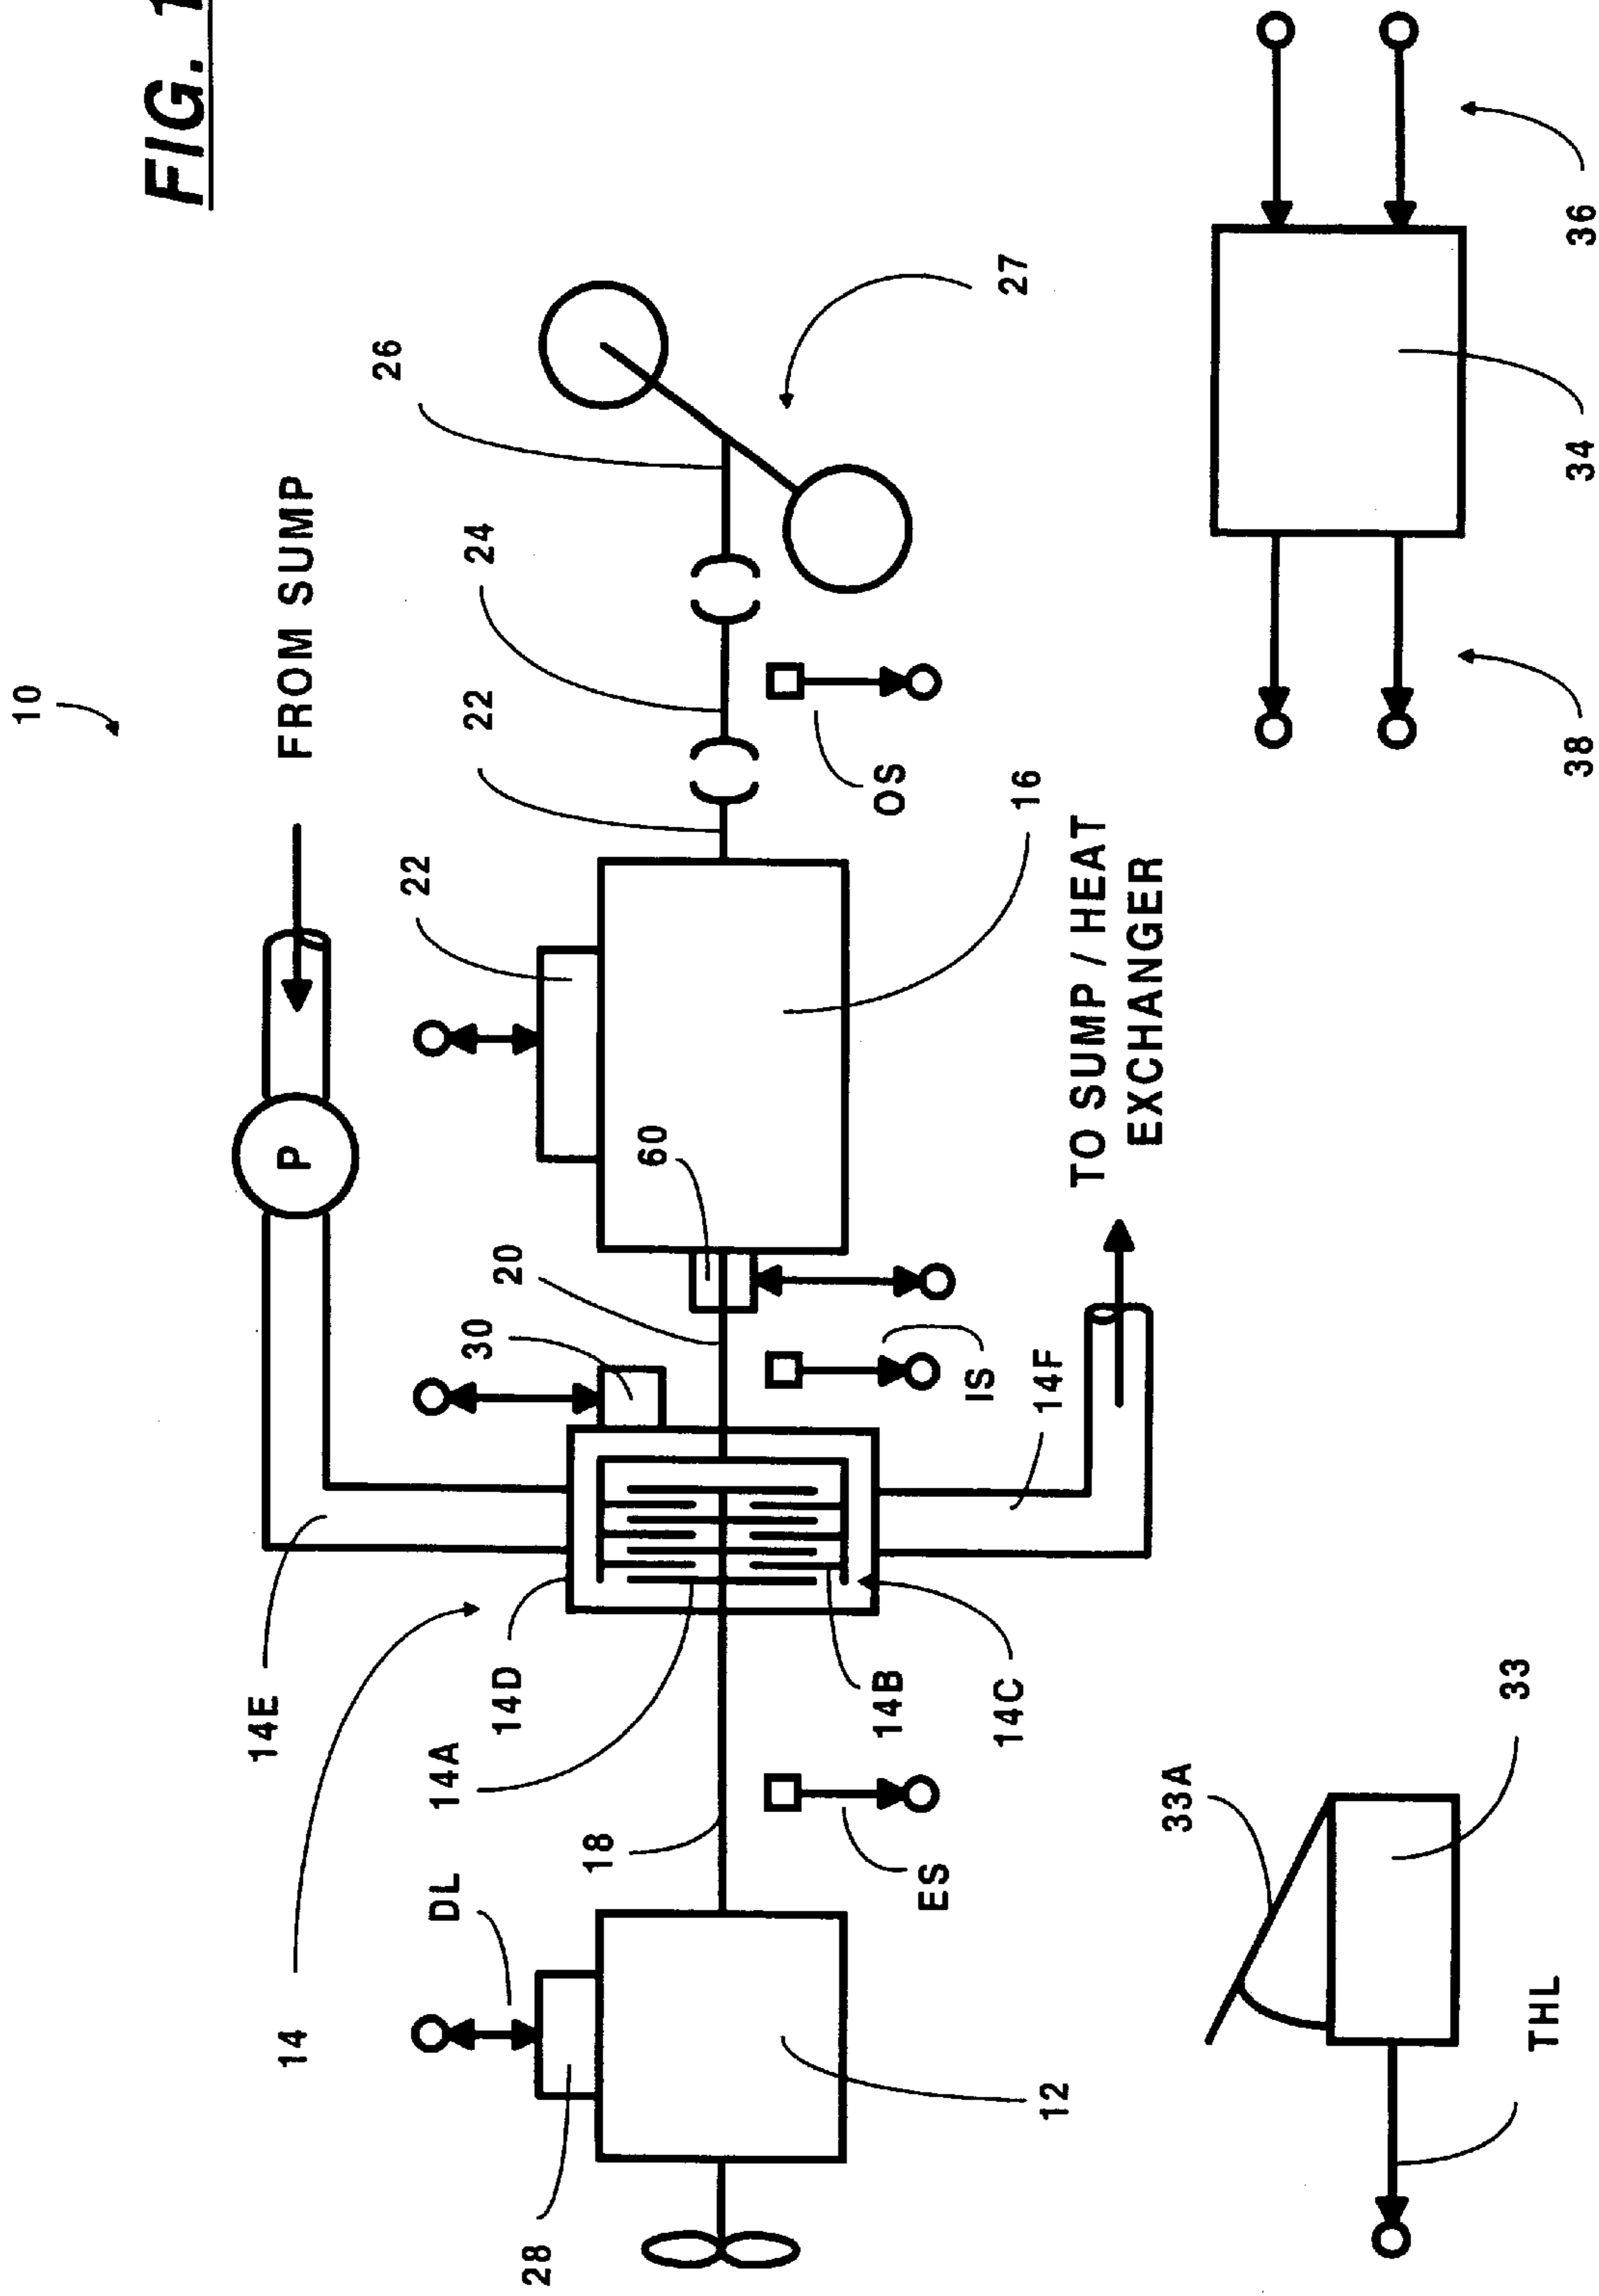 FIG. 1
10
FROM SUMP
26
24
22
22
27
P
14E
14
14D
14A
DL
28
18
20
30
60
OS
16
TO SUMP / HEAT
EXCHANGER
IS
14F
14B
14C
ES
12
33A
33
THL
36
34
38